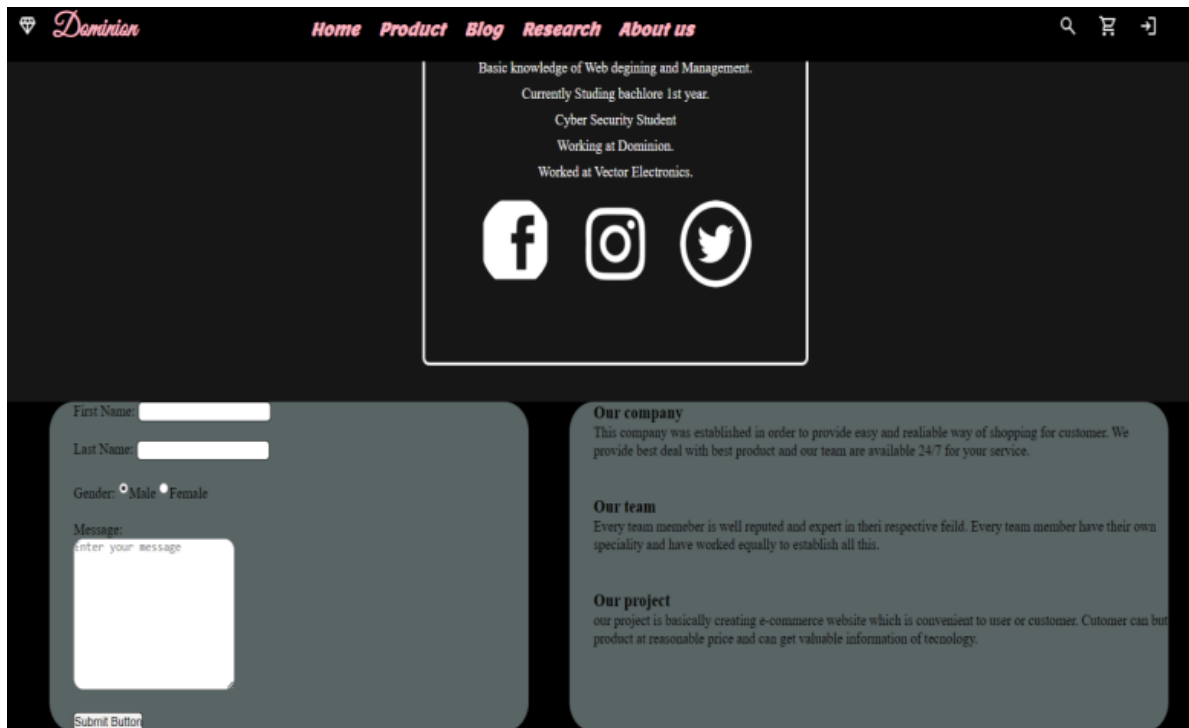 Dominion
Home Product Blog Research About us
Basic knowledge of Web degining and Management.
Currently Studing bachlore 1st year.
Cyber Security Student
Working at Dominion.
Worked at Vector Electronics.
First Name:
Last Name:
Gender: Male Female
Message:
Enter your message
Submit Button
Our company
This company was established in order to provide easy and realiable way of shopping for customer. We
provide best deal with best product and our team are available 24/7 for your service.
Our team
Every team memeber is well reputed and expert in theri respective feild. Every team member have their own
speciality and have worked equally to establish all this.
Our project
our project is basically creating e-commerce website which is convenient to user or customer. Cutomer can but
product at reasonable price and can get valuable information of tecnology.